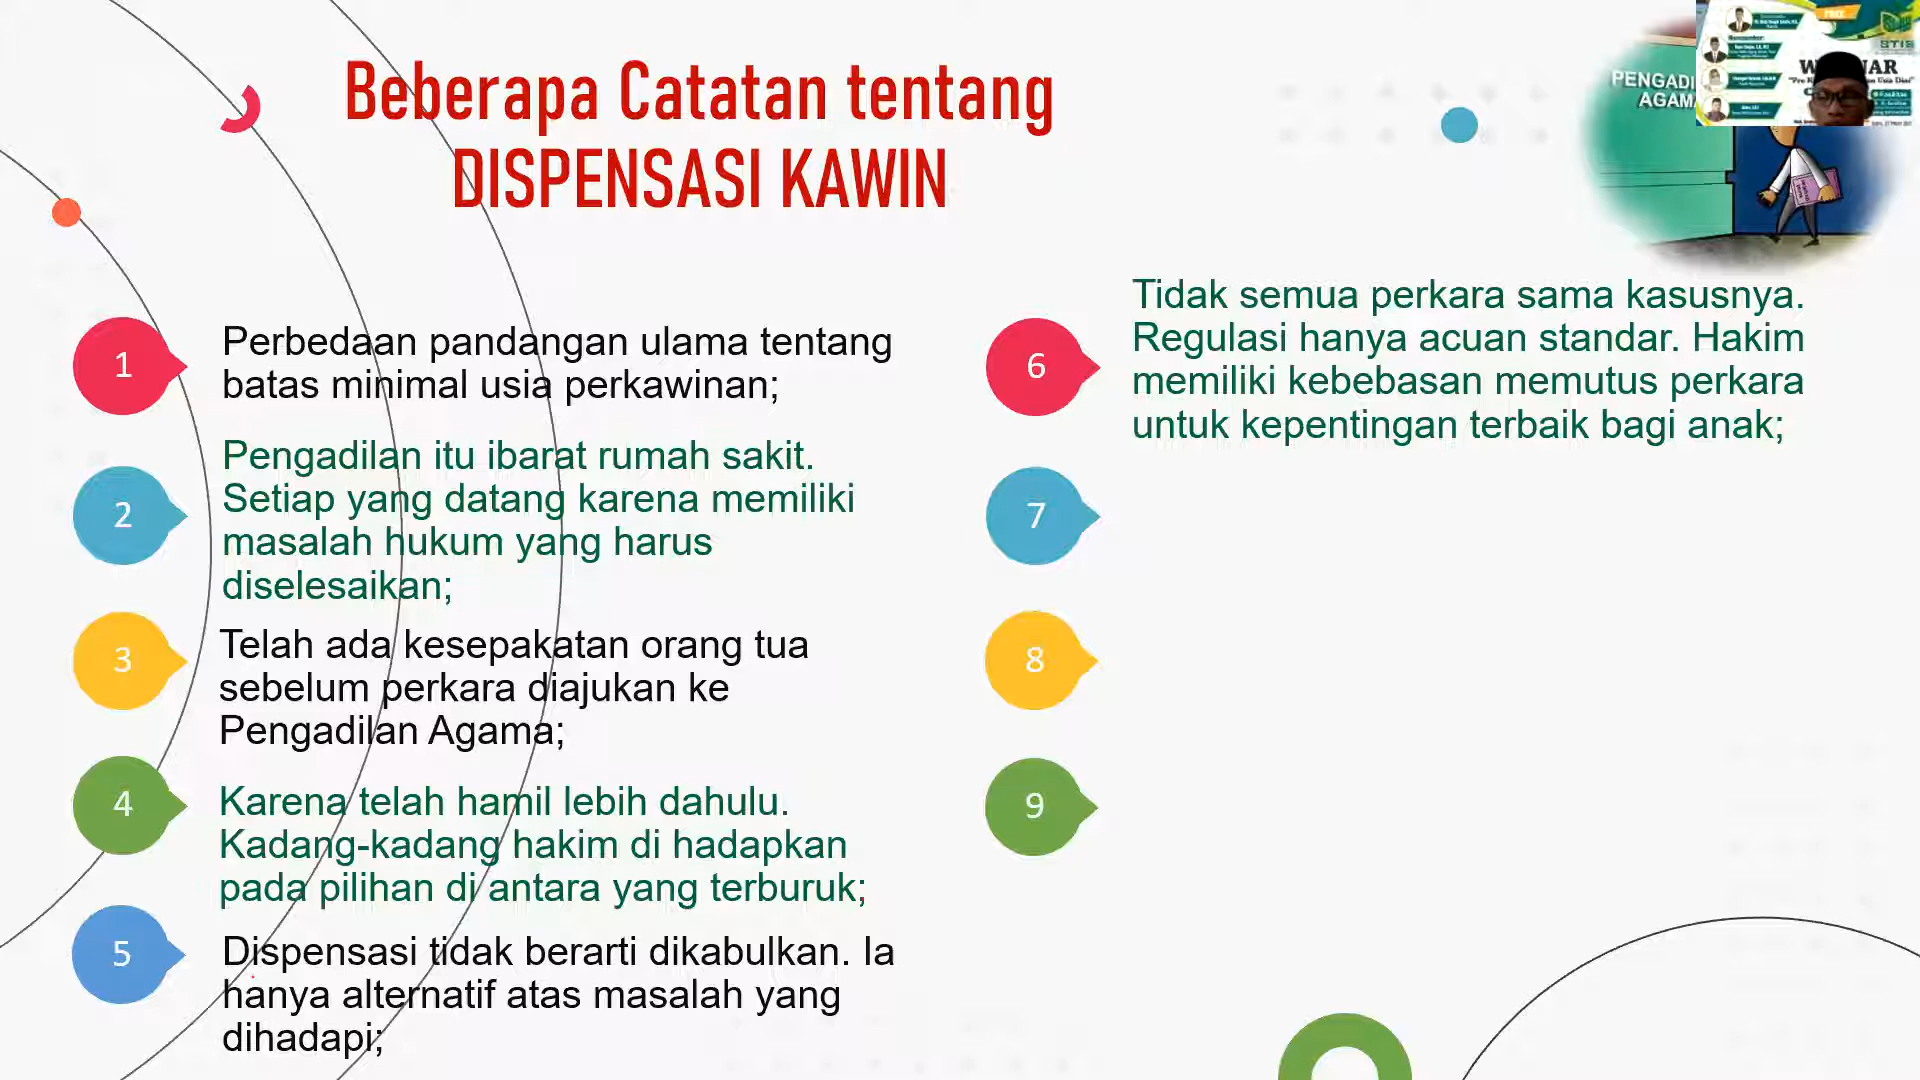 Beberapa Catatan tentang
DISPENSASI KAWIN
1
Perbedaan pandangan ulama tentang
batas minimal usia perkawinan;
2
Pengadilan itu ibarat rumah sakit.
Setiap yang datang karena memiliki
masalah hukum yang harus
diselesaikan;
3
Telah ada kesepakatan orang tua
sebelum perkara diajukan ke
Pengadilan Agama;
4
Karena telah hamil lebih dahulu.
Kadang-kadang hakim di hadapkan
pada pilihan di antara yang terburuk;
5
Dispensasi tidak berarti dikabulkan. Ia
hanya alternatif atas masalah yang
dihadapi;
6
Tidak semua perkara sama kasusnya.
Regulasi hanya acuan standar. Hakim
memiliki kebebasan memutus perkara
untuk kepentingan terbaik bagi anak;
7
8
9
PENGADI
AGAM
FREE
STIS
W NAR